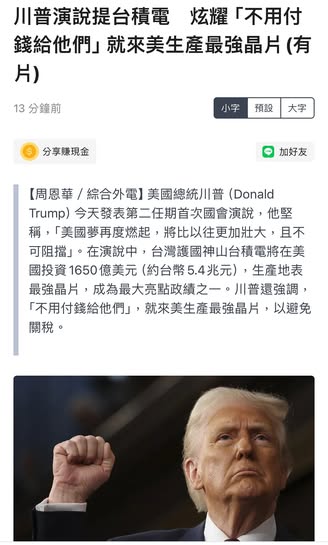 川普演說提台積電　炫耀「不用付
錢給他們」就來美生產最強晶片(有
片)
13 分鐘前
小字 預設 大字
分享賺現金
加好友
【周恩華／綜合外電】美國總統川普（Donald
Trump）今天發表第二任期首次國會演說，他堅
稱，「美國夢再度燃起，將比以往更加壯大，且不
可阻擋」。在演說中，台灣護國神山台積電將在美
國投資1650億美元（約台幣5.4兆元），生產地表
最強晶片，成為最大亮點政績之一。川普還強調，
「不用付錢給他們」，就來美生產最強晶片，以避免
關稅。